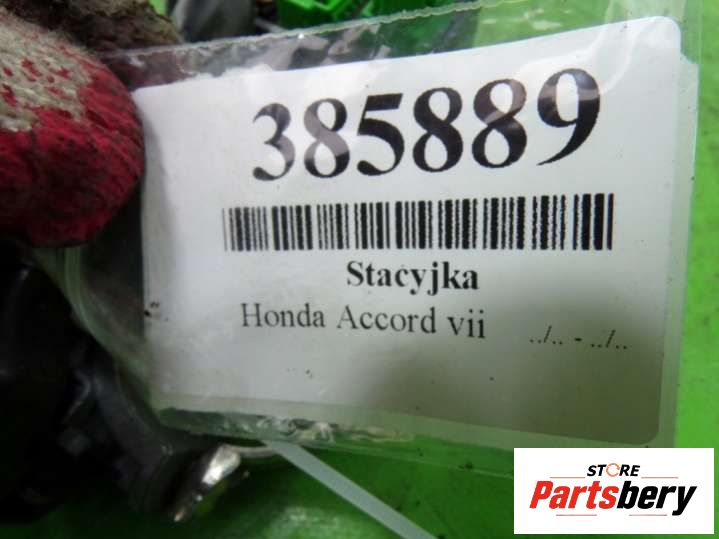 385889
Stacyjka
Honda Accord vii ../.. - ../..
STORE
Partsbery